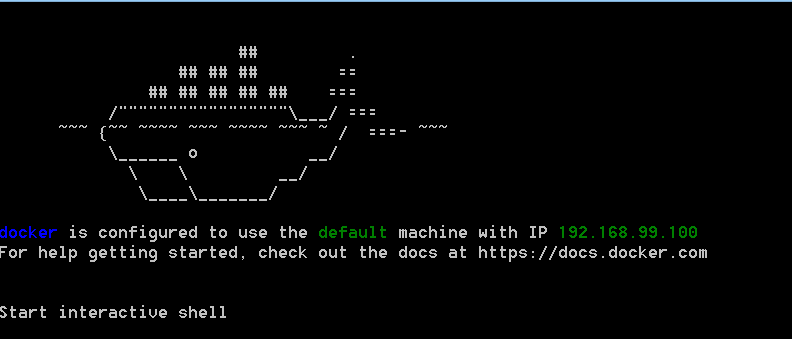 ##         .
                  ## ## ##        ==
               ## ## ## ## ##    ===
           /"""""""""""""""""\___/ ===
      ~~~ {~~ ~~~~ ~~~ ~~~~ ~~~ ~ /  ===- ~~~
           \______ o           __/
             \    \         __/
              \____\_______/
docker is configured to use the default machine with IP 192.168.99.100
For help getting started, check out the docs at https://docs.docker.com
Start interactive shell